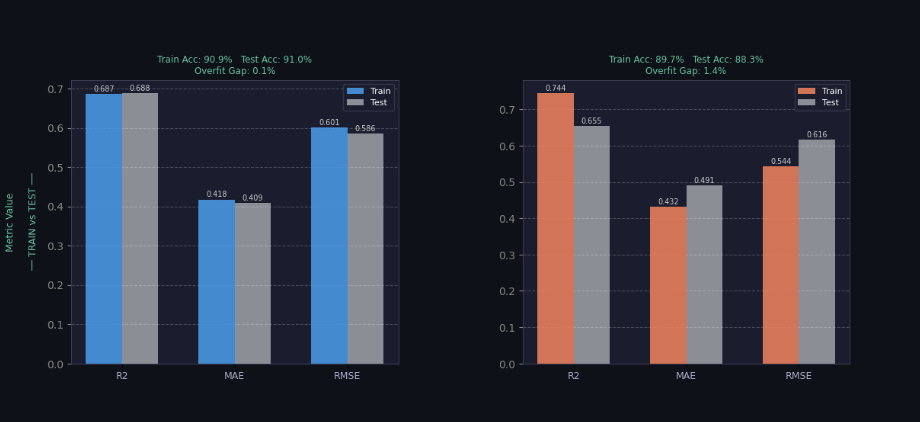 Train Acc: 90.9%   Test Acc: 91.0%
Overfit Gap: 0.1%
Metric Value
— TRAIN vs TEST —
0.7
0.6
0.5
0.4
0.3
0.2
0.1
0.0
0.687
0.688
0.418
0.409
0.601
0.586
Train
Test
R2
MAE
RMSE
Train Acc: 89.7%   Test Acc: 88.3%
Overfit Gap: 1.4%
0.7
0.6
0.5
0.4
0.3
0.2
0.1
0.0
0.744
0.655
0.432
0.491
0.544
0.616
Train
Test
R2
MAE
RMSE